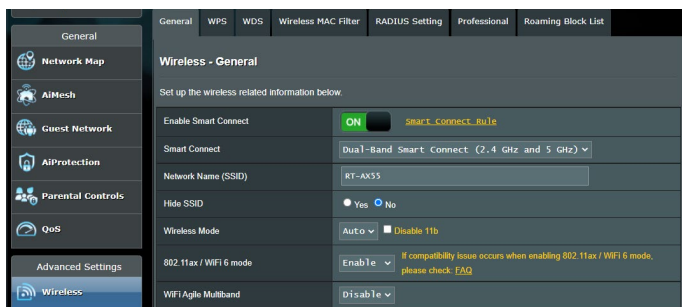 General WPS WDS Wireless MAC Filter RADIUS Setting Professional Roaming Block List
General
Network Map
AiMesh
Guest Network
AiProtection
Parental Controls
QoS
Advanced Settings
Wireless
Wireless - General
Set up the wireless related information below.
Enable Smart Connect ON Smart Connect Rule
Smart Connect Dual-Band Smart Connect (2.4 GHz and 5 GHz)
Network Name (SSID) RT-AX55
Hide SSID Yes No
Wireless Mode Auto Disable 11b
802.11ax / WiFi 6 mode Enable If compatibility issue occurs when enabling 802.11ax / WiFi 6 mode,
please check: FAQ
WiFi Agile Multiband Disable